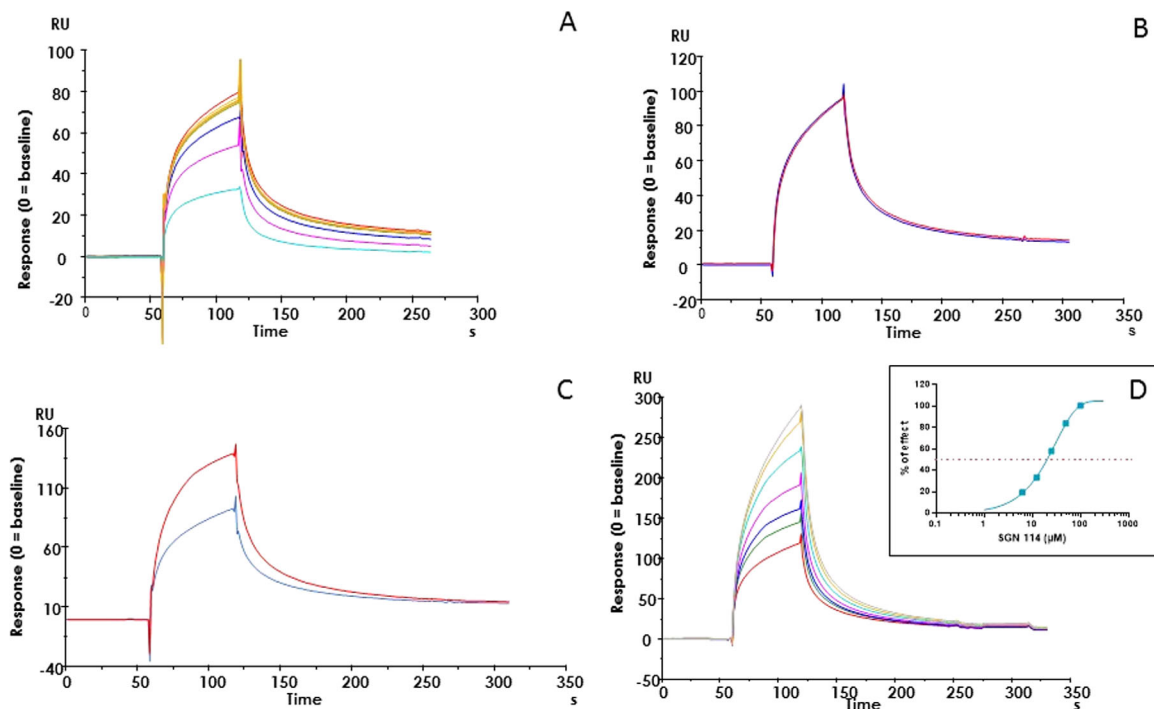 RU
A
100
80
60
40
20
0
-20
Response (0 = baseline)
0 50 100 150 200 250 300
Time
s
RU
B
120
100
80
60
40
20
0
-20
Response (0 = baseline)
0 50 100 150 200 250 300 350
Time
s
RU
C
160
110
60
10
-40
Response (0 = baseline)
0 50 100 150 200 250 300 350
Time
s
RU
D
300
250
200
150
100
50
0
-50
Response (0 = baseline)
0 50 100 150 200 250 300 350
Time
s
120
100
80
60
40
20
0
% of effect
0.1 1 10 100 1000
SGN 114 (µM)